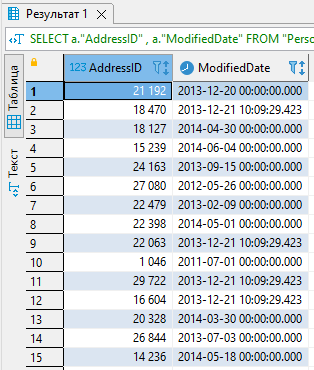 Результат 1
SELECT a."AddressID" , a."ModifiedDate" FROM "Perso
Таблица
Текст
123 AddressID ModifiedDate
1 21 192 2013-12-20 00:00:00.000
2 18 470 2013-12-21 10:09:29.423
3 18 127 2014-04-30 00:00:00.000
4 15 239 2014-06-04 00:00:00.000
5 24 163 2013-09-15 00:00:00.000
6 27 080 2012-05-26 00:00:00.000
7 22 479 2013-02-09 00:00:00.000
8 22 398 2014-05-01 00:00:00.000
9 22 063 2013-12-21 10:09:29.423
10 1 046 2011-07-01 00:00:00.000
11 29 722 2013-12-21 10:09:29.423
12 16 604 2013-12-21 10:09:29.423
13 20 328 2014-03-30 00:00:00.000
14 26 844 2013-07-03 00:00:00.000
15 14 236 2014-05-18 00:00:00.000